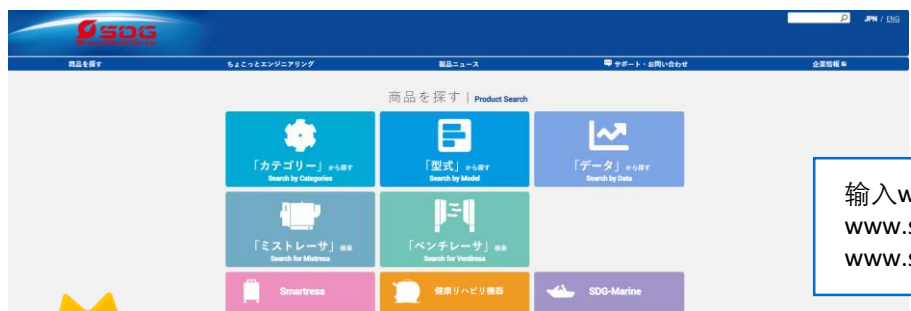 SDG
JPN / ENG
商品を探す
ちょこっとエンジニアリング
製品ニュース
サポート・お問い合わせ
企業情報
商品を探す | Product Search
「カテゴリー」から探す
Search by Categories
「型式」から探す
Search by Model
「データ」から探す
Search by Data
「ミストレーサ」検索
Search for Mistresa
「ベンチレーサ」検索
Search for Ventiresa
Smartresa
健康リハビリ機器
SDG-Marine
输入w
www.s
www.s